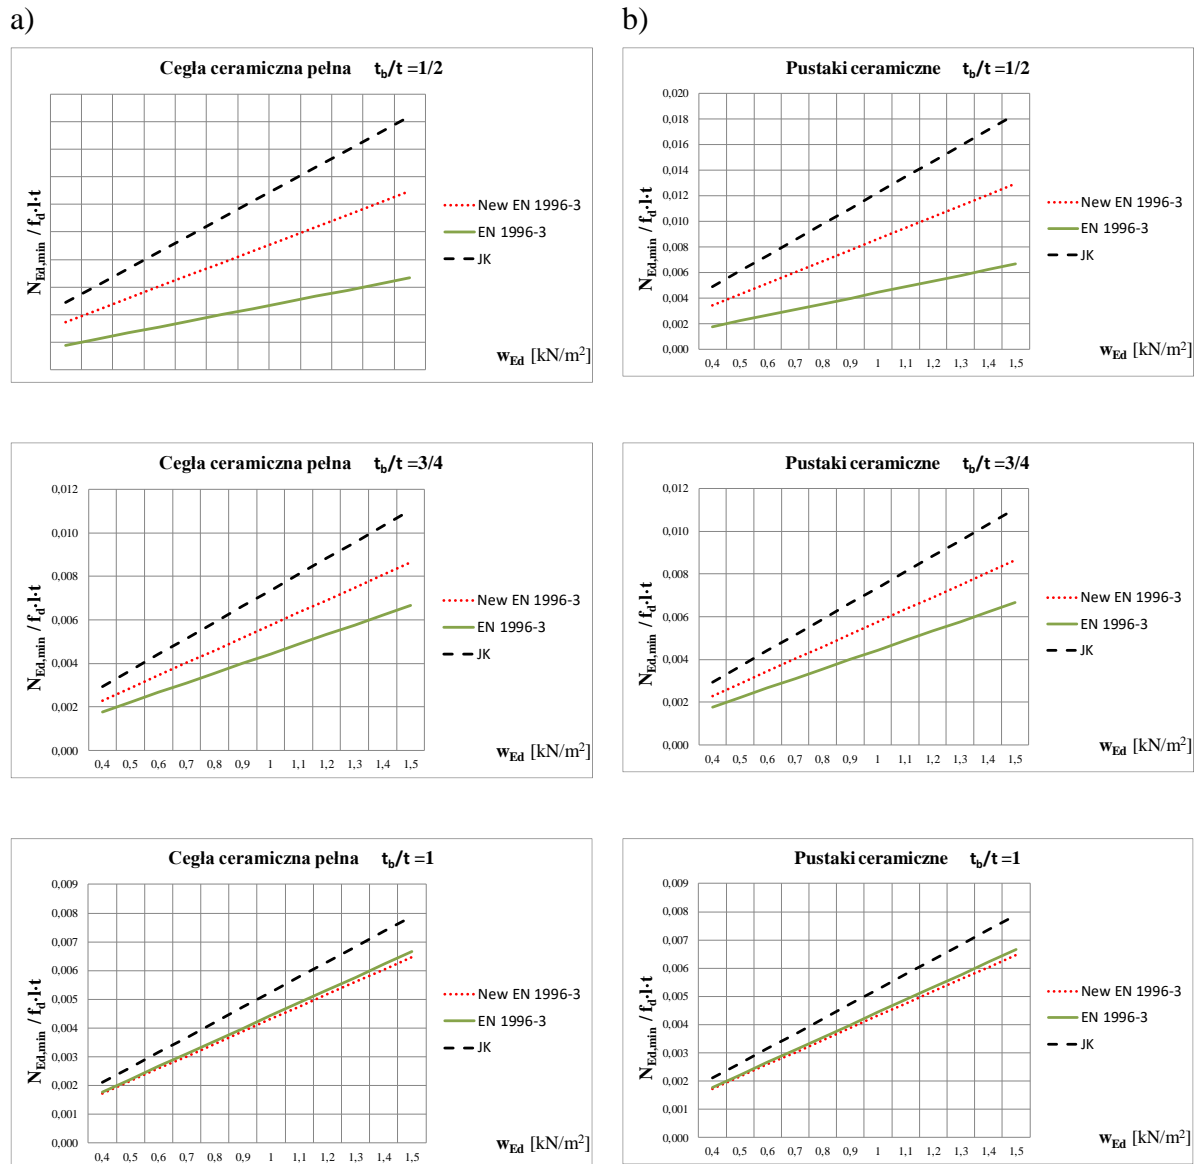 a)
b)
Cegła ceramiczna pełna t_b/t =1/2
N_Ed,min / f_d·l·t
New EN 1996-3
EN 1996-3
JK
w_Ed [kN/m²]
Pustaki ceramiczne t_b/t =1/2
0,020
0,018
0,016
0,014
0,012
0,010
0,008
0,006
0,004
0,002
0,000
N_Ed,min / f_d·l·t
0,4 0,5 0,6 0,7 0,8 0,9 1 1,1 1,2 1,3 1,4 1,5
New EN 1996-3
EN 1996-3
JK
w_Ed [kN/m²]
Cegła ceramiczna pełna t_b/t =3/4
0,012
0,010
0,008
0,006
0,004
0,002
0,000
N_Ed,min / f_d·l·t
0,4 0,5 0,6 0,7 0,8 0,9 1 1,1 1,2 1,3 1,4 1,5
New EN 1996-3
EN 1996-3
JK
w_Ed [kN/m²]
Pustaki ceramiczne t_b/t =3/4
0,012
0,010
0,008
0,006
0,004
0,002
0,000
N_Ed,min / f_d·l·t
0,4 0,5 0,6 0,7 0,8 0,9 1 1,1 1,2 1,3 1,4 1,5
New EN 1996-3
EN 1996-3
JK
w_Ed [kN/m²]
Cegła ceramiczna pełna t_b/t =1
0,009
0,008
0,007
0,006
0,005
0,004
0,003
0,002
0,001
0,000
N_Ed,min / f_d·l·t
0,4 0,5 0,6 0,7 0,8 0,9 1 1,1 1,2 1,3 1,4 1,5
New EN 1996-3
EN 1996-3
JK
w_Ed [kN/m²]
Pustaki ceramiczne t_b/t =1
0,009
0,008
0,007
0,006
0,005
0,004
0,003
0,002
0,001
0,000
N_Ed,min / f_d·l·t
0,4 0,5 0,6 0,7 0,8 0,9 1 1,1 1,2 1,3 1,4 1,5
New EN 1996-3
EN 1996-3
JK
w_Ed [kN/m²]